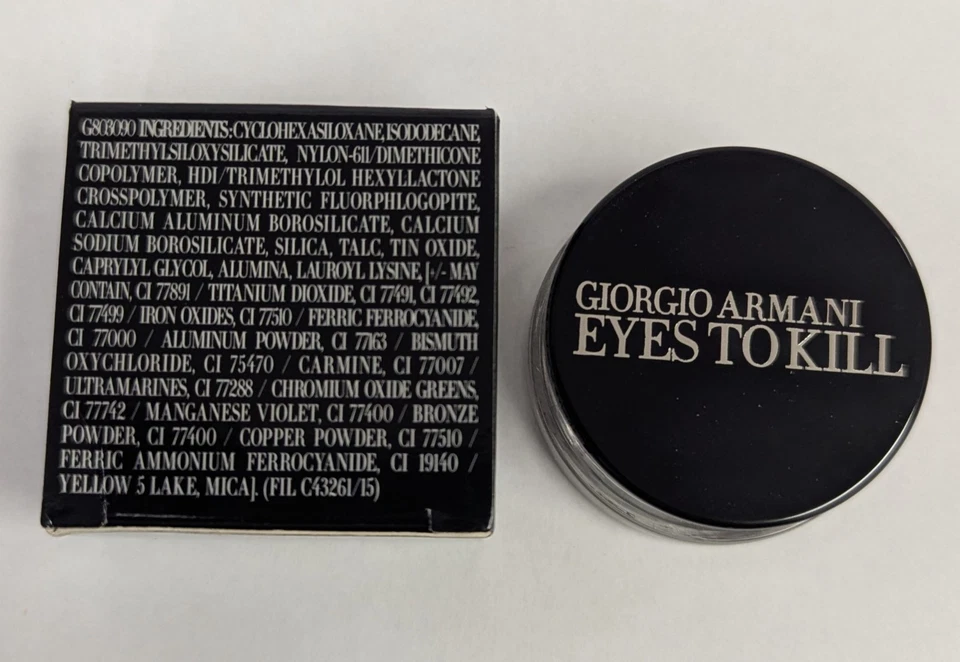 G803090 INGREDIENTS: CYCLOHEXASILOXANE, ISODODECANE,
TRIMETHYLSILOXYSILICATE, NYLON-611/DIMETHICONE
COPOLYMER, HDI/TRIMETHYLOL HEXYLLACTONE
CROSSPOLYMER, SYNTHETIC FLUORPHLOGOPITE,
CALCIUM ALUMINUM BOROSILICATE, CALCIUM
SODIUM BOROSILICATE, SILICA, TALC, TIN OXIDE,
CAPRYLYL GLYCOL, ALUMINA, LAUROYL LYSINE, [+/- MAY
CONTAIN, CI 77891 / TITANIUM DIOXIDE, CI 77491, CI 77492,
CI 77499 / IRON OXIDES, CI 77510 / FERRIC FERROCYANIDE,
CI 77000 / ALUMINUM POWDER, CI 77163 / BISMUTH
OXYCHLORIDE, CI 75470 / CARMINE, CI 77007 /
ULTRAMARINES, CI 77288 / CHROMIUM OXIDE GREENS,
CI 77742 / MANGANESE VIOLET, CI 77400 / BRONZE
POWDER, CI 77400 / COPPER POWDER, CI 77510 /
FERRIC AMMONIUM FERROCYANIDE, CI 19140 /
YELLOW 5 LAKE, MICA]. (FIL C43261/15)
GIORGIO ARMANI
EYES TO KILL